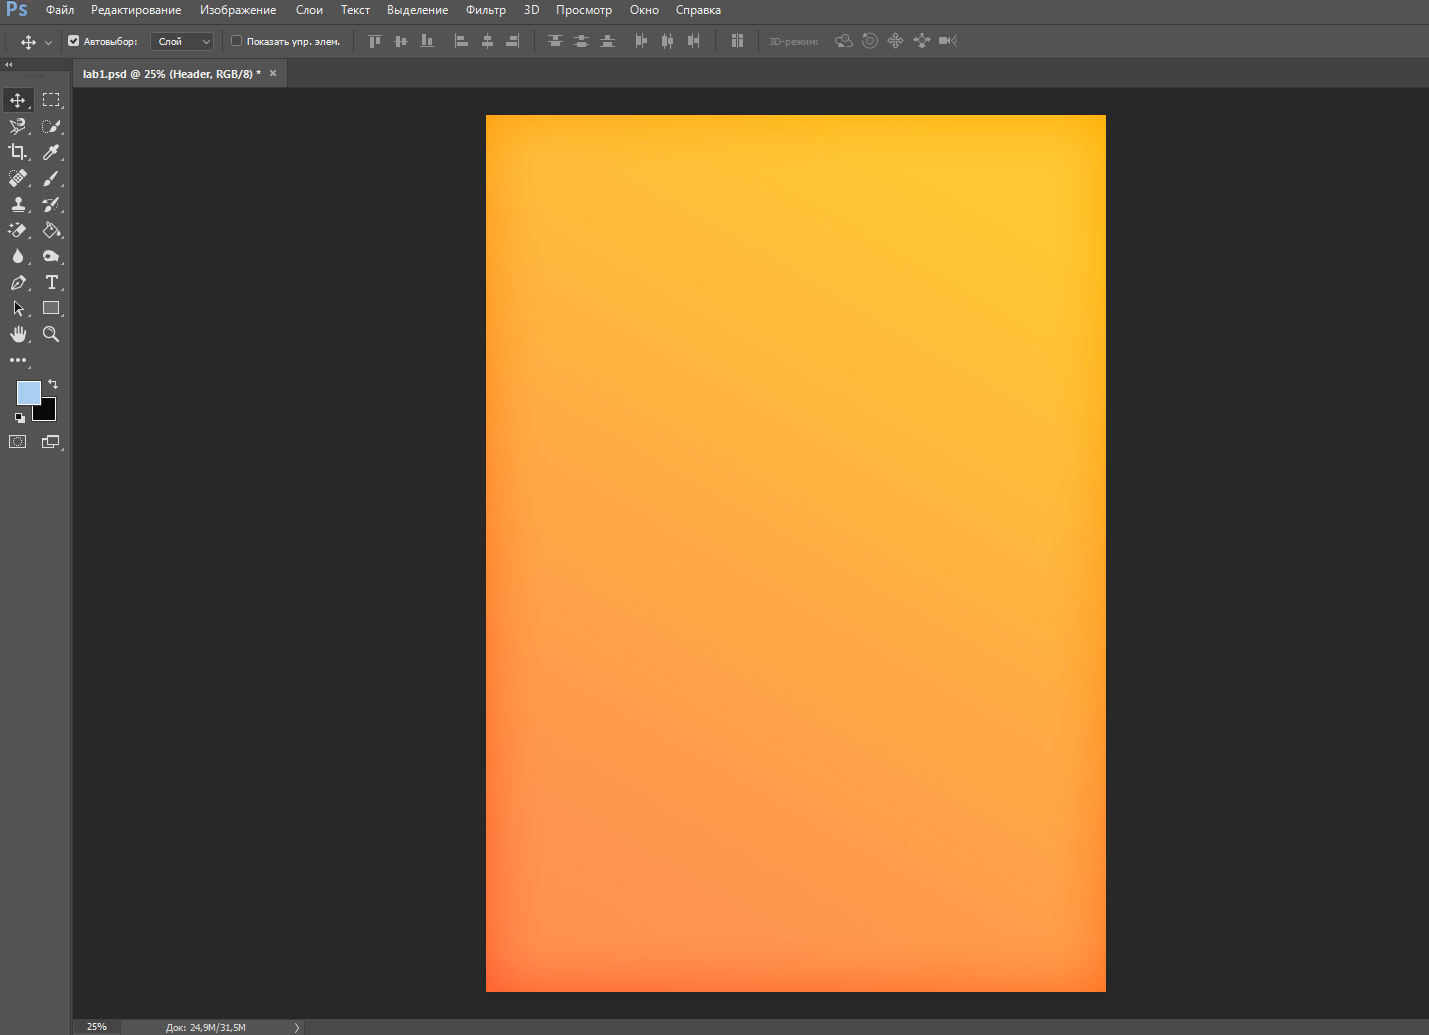 Ps Файл Редактирование Изображение Слои Текст Выделение Фильтр 3D Просмотр Окно Справка
Автовыбор: Слой Показать упр. элем. 3D-режим:
lab1.psd @ 25% (Header, RGB/8) * ×
T
25% Док: 24,9M/31,5M